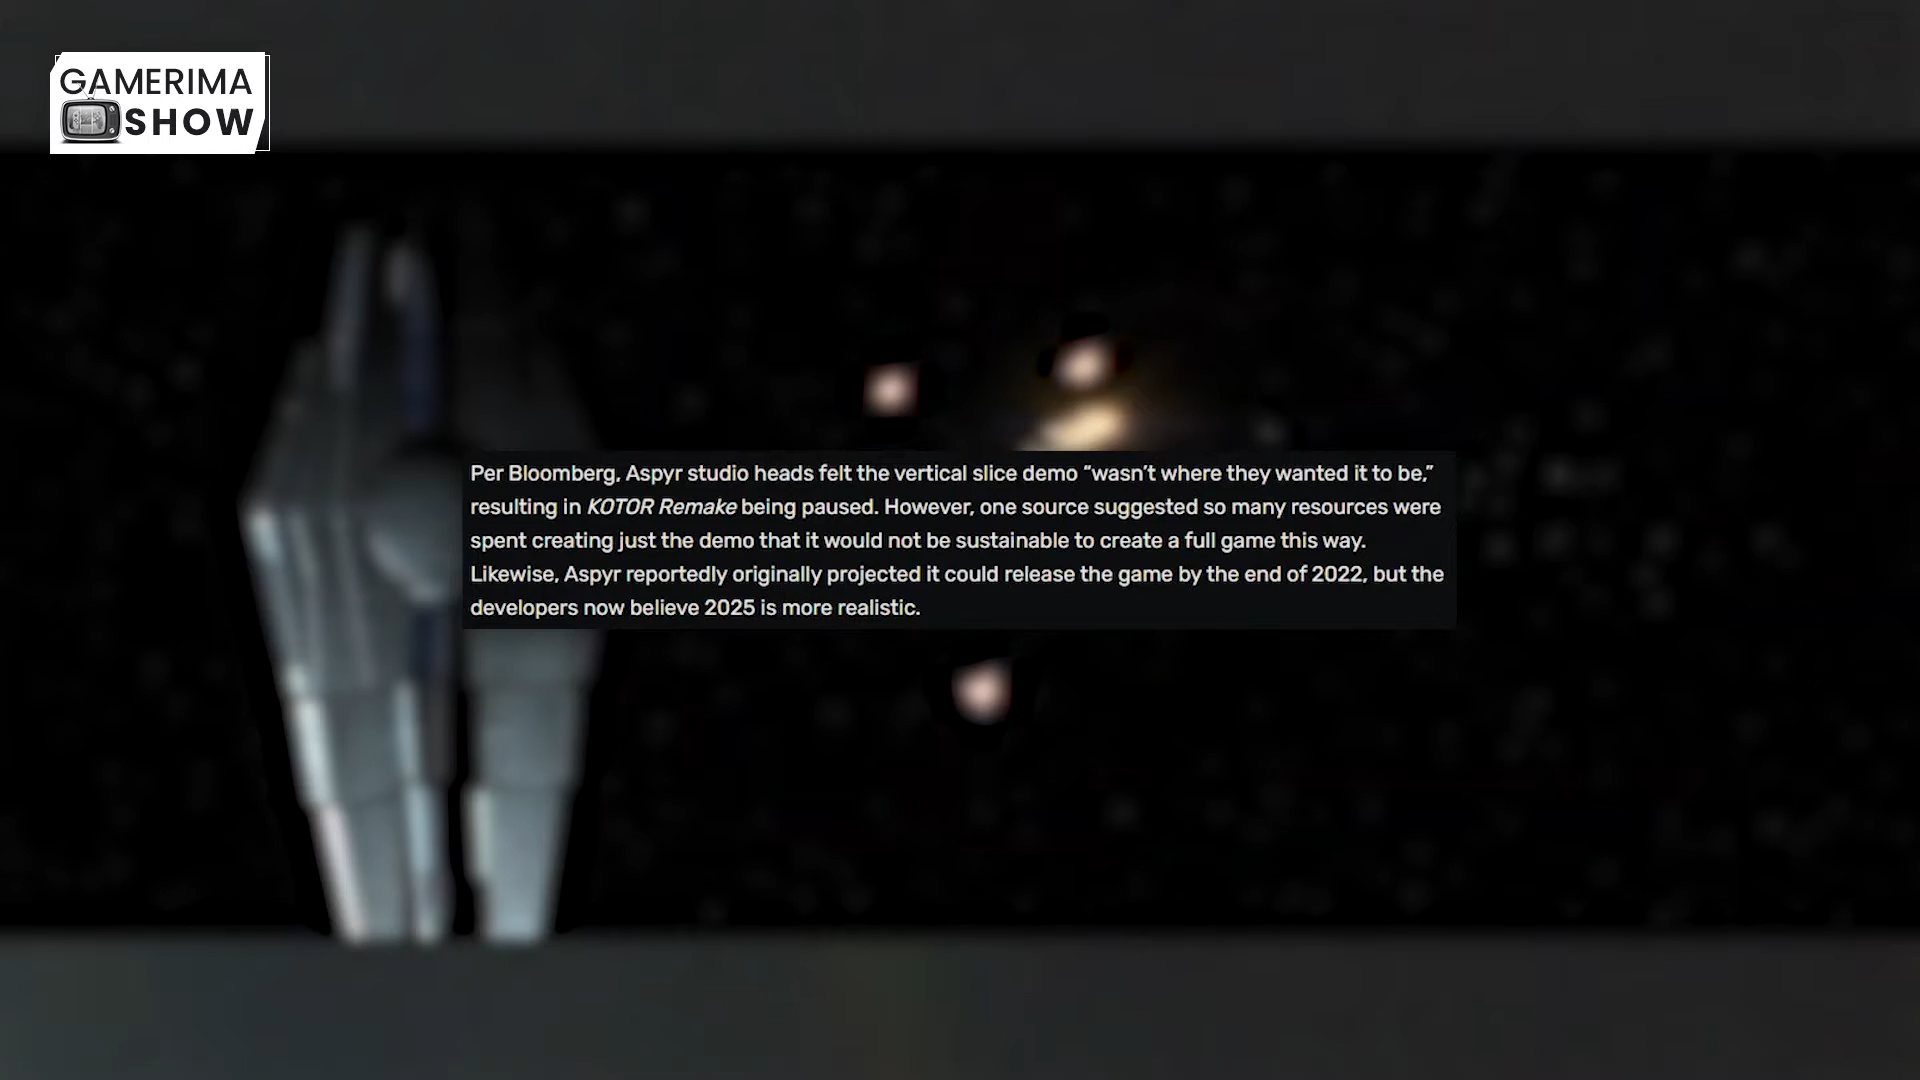 GAMERIMA
SHOW
Per Bloomberg, Aspyr studio heads felt the vertical slice demo “wasn’t where they wanted it to be,”
resulting in KOTOR Remake being paused. However, one source suggested so many resources were
spent creating just the demo that it would not be sustainable to create a full game this way.
Likewise, Aspyr reportedly originally projected it could release the game by the end of 2022, but the
developers now believe 2025 is more realistic.